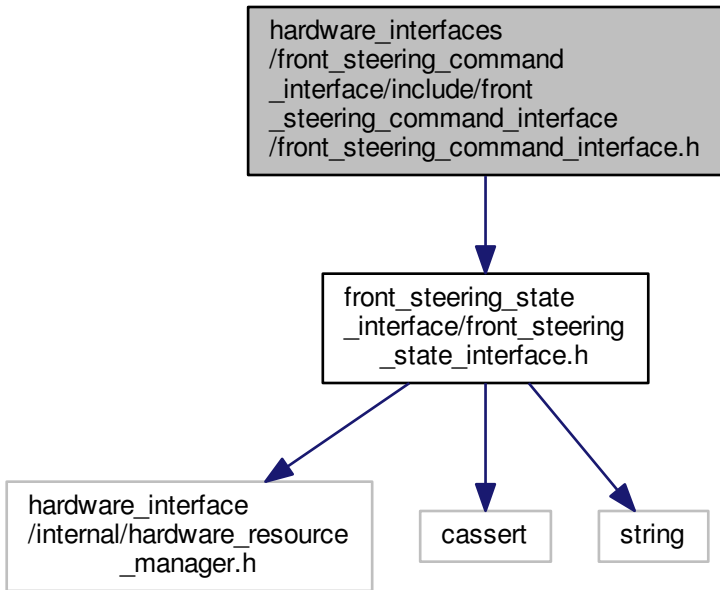 hardware_interfaces
/front_steering_command
_interface/include/front
_steering_command_interface
/front_steering_command_interface.h
front_steering_state
_interface/front_steering
_state_interface.h
hardware_interface
/internal/hardware_resource
_manager.h
cassert
string